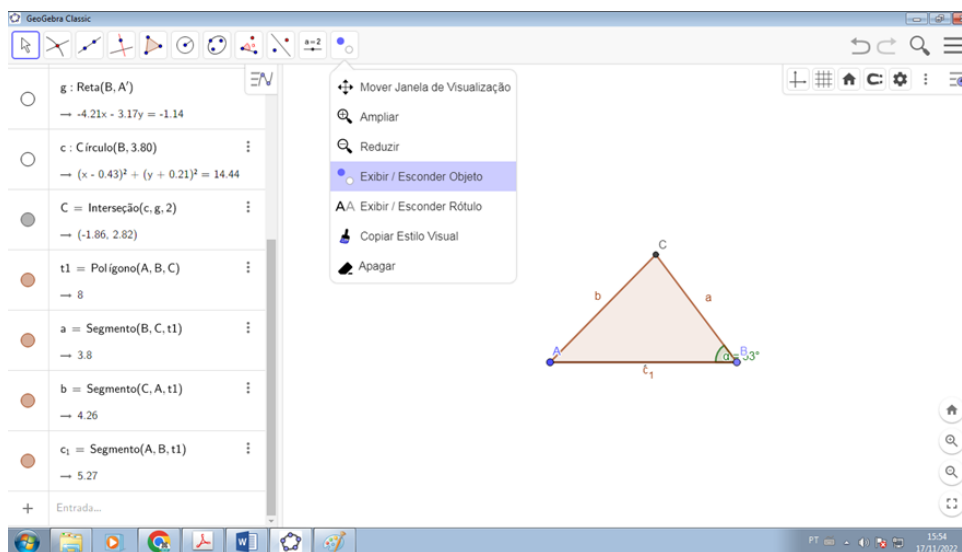 GeoGebra Classic
a=2
g : Reta(B, A′)
→ -4.21x - 3.17y = -1.14
c : Círculo(B, 3.80)
→ (x - 0.43)² + (y + 0.21)² = 14.44
C = Interseção(c, g, 2)
→ (-1.86, 2.82)
t1 = Polígono(A, B, C)
→ 8
a = Segmento(B, C, t1)
→ 3.8
b = Segmento(C, A, t1)
→ 4.26
c₁ = Segmento(A, B, t1)
→ 5.27
+ Entrada...
Mover Janela de Visualização
Ampliar
Reduzir
Exibir / Esconder Objeto
AA Exibir / Esconder Rótulo
Copiar Estilo Visual
Apagar
C
b
a
A
B
c₁
PT
15:54
17/11/2022